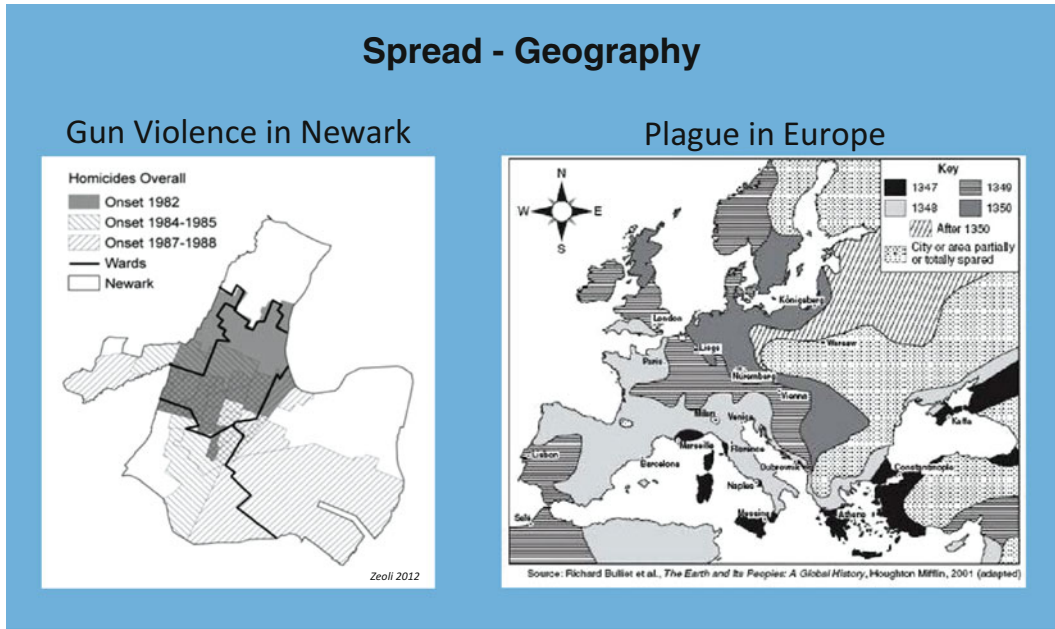 Spread - Geography
Gun Violence in Newark
Homicides Overall
Onset 1982
Onset 1984-1985
Onset 1987-1988
Wards
Newark
Zeoli 2012
Plague in Europe
N
W E
S
Key
1347 1349
1348 1350
After 1350
City or area partially
or totally spared
Königsberg
London
Liege
Warsaw
Paris
Nüremberg
Vienna
Milan
Venice
Kaffa
Marseille
Florence
Lisbon
Barcelona
Dubrovnik
Constantinople
Naples
Messina
Athens
Salé
Source: Richard Bulliet et al., The Earth and Its Peoples: A Global History, Houghton Mifflin, 2001 (adapted)